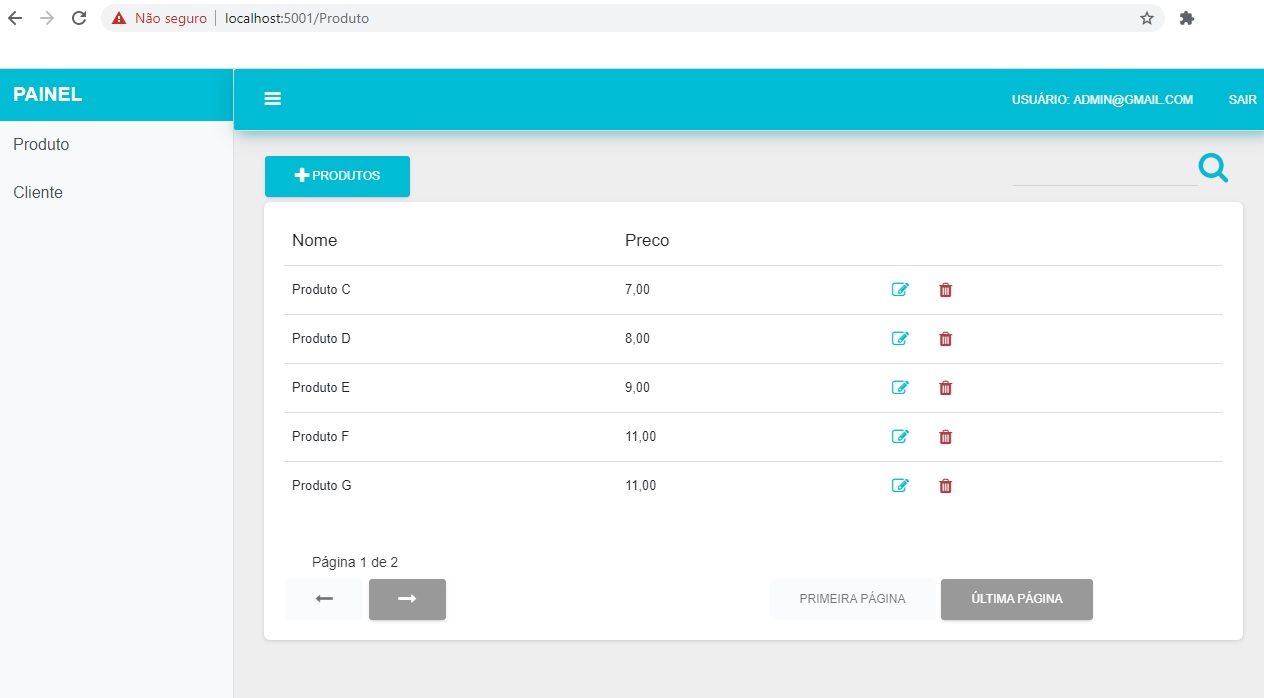 Não seguro localhost:5001/Produto
PAINEL
USUÁRIO: ADMIN@GMAIL.COM SAIR
Produto
Cliente
PRODUTOS
Nome Preco
Produto C 7,00
Produto D 8,00
Produto E 9,00
Produto F 11,00
Produto G 11,00
Página 1 de 2
PRIMEIRA PÁGINA ÚLTIMA PÁGINA